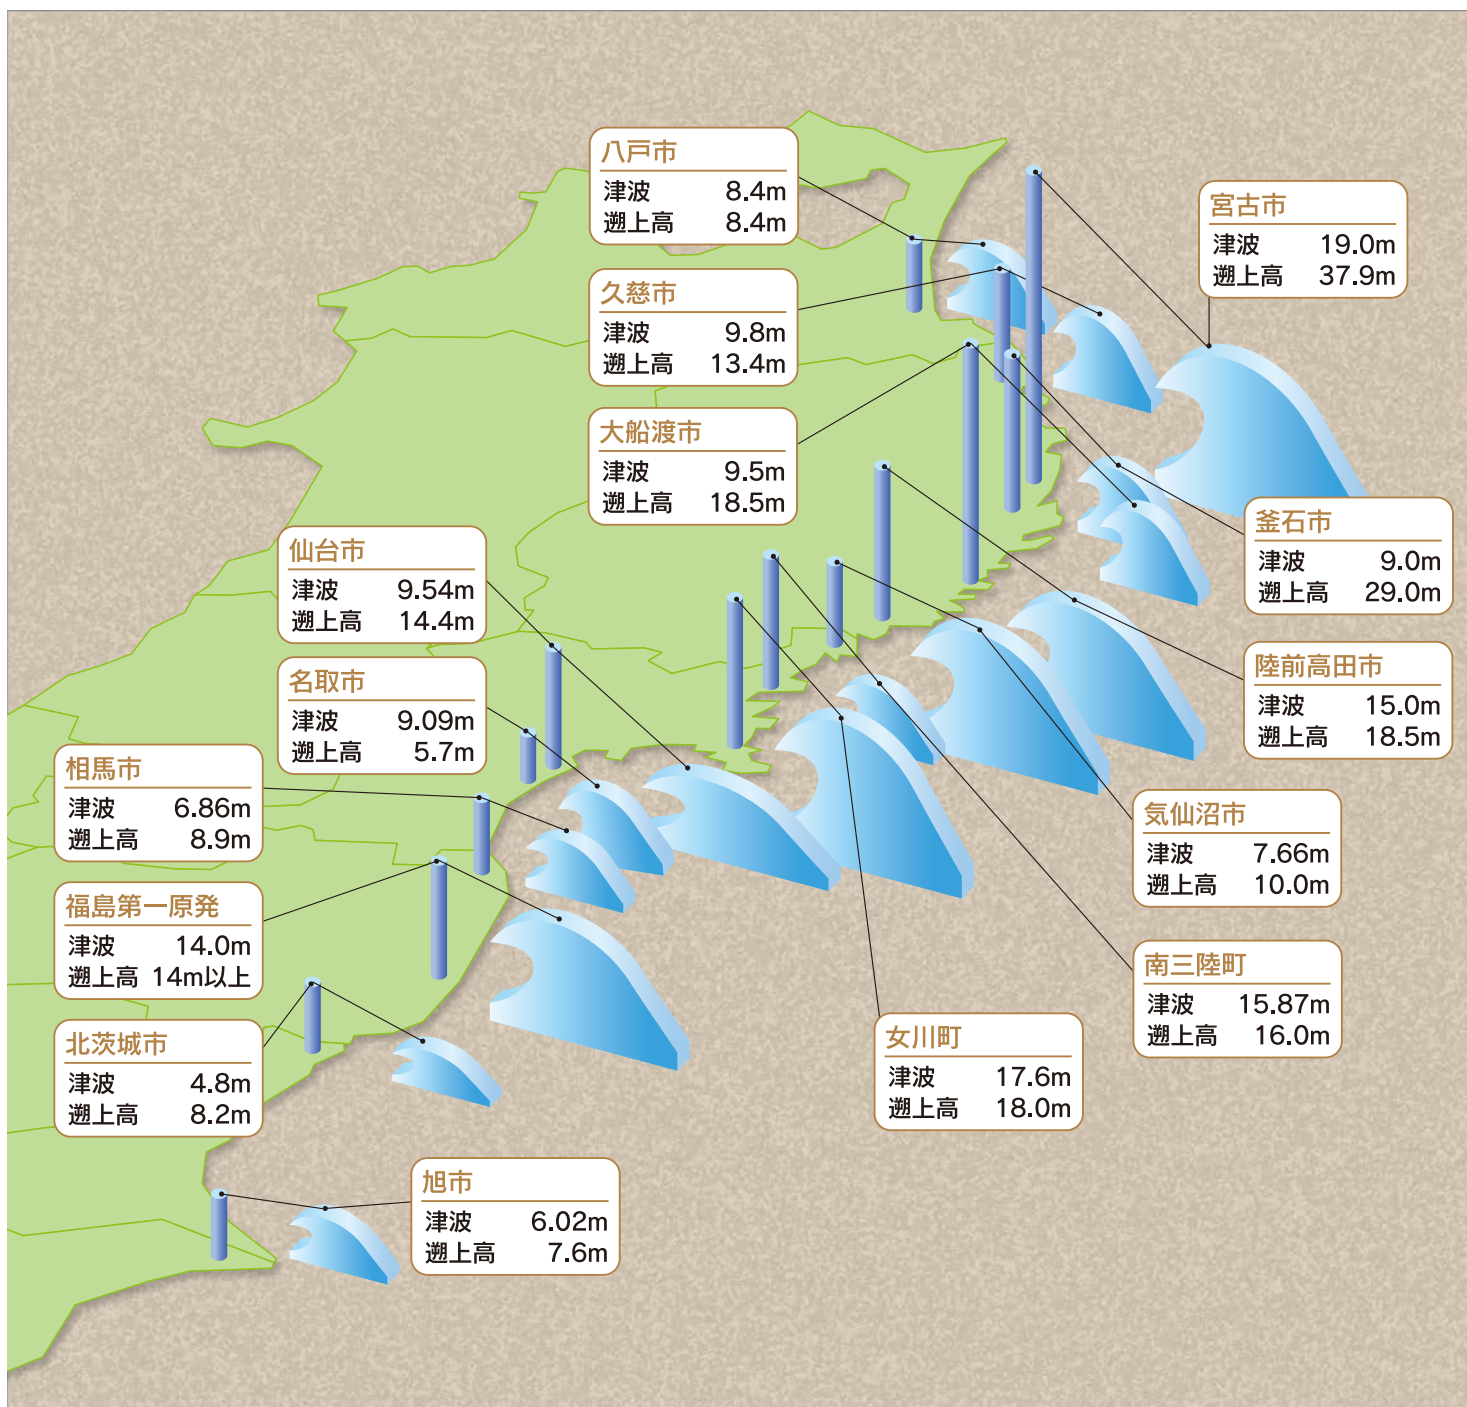 八戸市
津波 8.4m
遡上高 8.4m
宮古市
津波 19.0m
遡上高 37.9m
久慈市
津波 9.8m
遡上高 13.4m
大船渡市
津波 9.5m
遡上高 18.5m
釜石市
津波 9.0m
遡上高 29.0m
仙台市
津波 9.54m
遡上高 14.4m
陸前高田市
津波 15.0m
遡上高 18.5m
名取市
津波 9.09m
遡上高 5.7m
相馬市
津波 6.86m
遡上高 8.9m
気仙沼市
津波 7.66m
遡上高 10.0m
福島第一原発
津波 14.0m
遡上高 14m以上
南三陸町
津波 15.87m
遡上高 16.0m
北茨城市
津波 4.8m
遡上高 8.2m
女川町
津波 17.6m
遡上高 18.0m
旭市
津波 6.02m
遡上高 7.6m